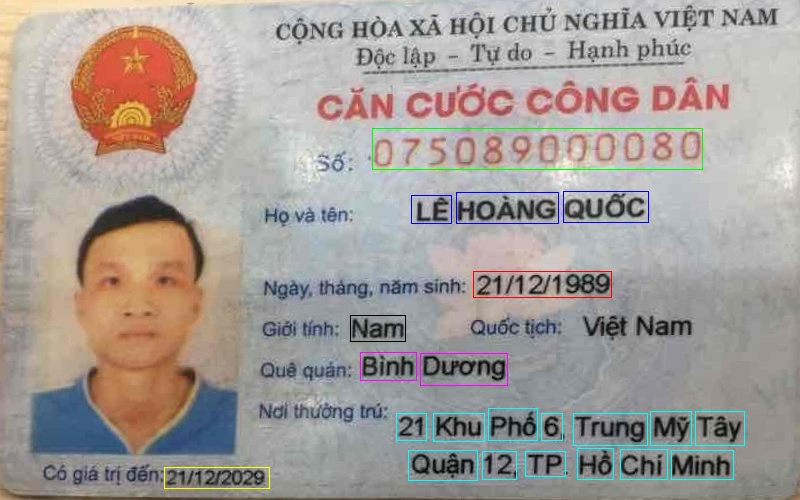 CỘNG HÒA XÃ HỘI CHỦ NGHĨA VIỆT NAM
Độc lập - Tự do - Hạnh phúc
CĂN CƯỚC CÔNG DÂN
Số: 075089000080
Họ và tên: LÊ HOÀNG QUỐC
Ngày, tháng, năm sinh: 21/12/1989
Giới tính: Nam Quốc tịch: Việt Nam
Quê quán: Bình Dương
Nơi thường trú: 21 Khu Phố 6, Trung Mỹ Tây
Quận 12, TP. Hồ Chí Minh
Có giá trị đến: 21/12/2029